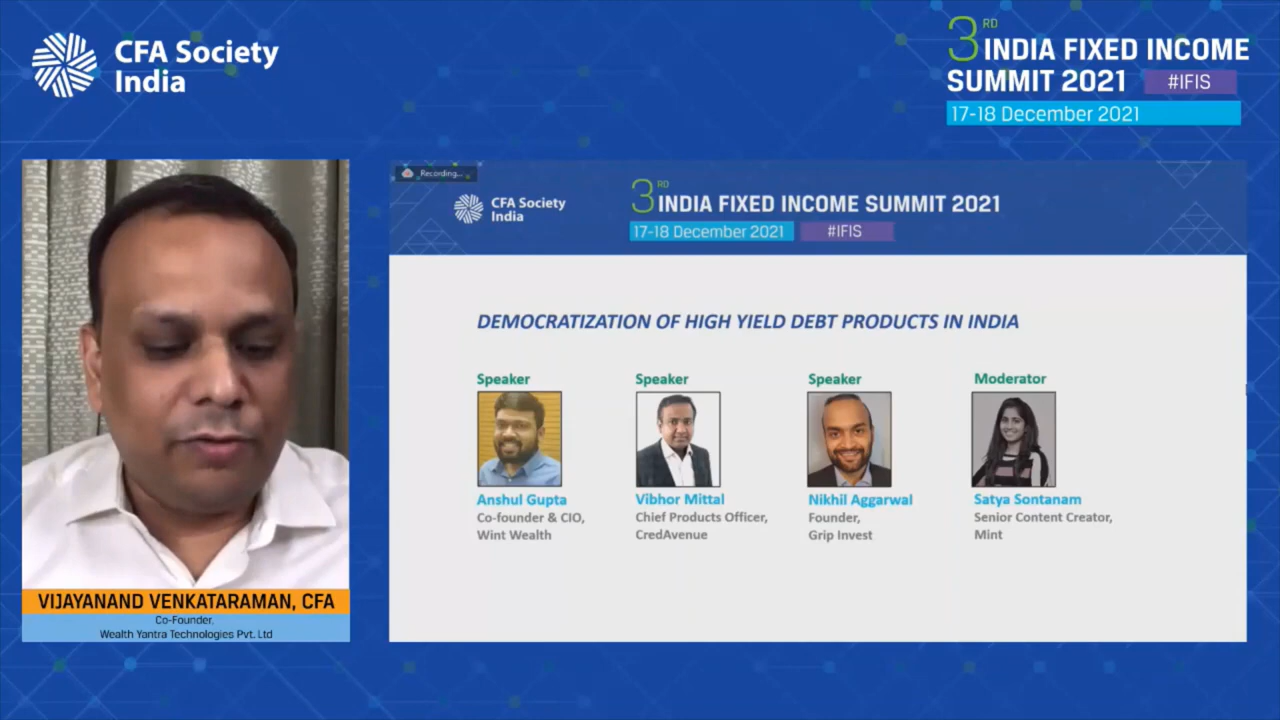 CFA Society
India
3RD
INDIA FIXED INCOME
SUMMIT 2021 #IFIS
17-18 December 2021
Recording...
CFA Society
India
3RD
INDIA FIXED INCOME SUMMIT 2021
17-18 December 2021 #IFIS
DEMOCRATIZATION OF HIGH YIELD DEBT PRODUCTS IN INDIA
Speaker
Anshul Gupta
Co-founder & CIO,
Wint Wealth
Speaker
Vibhor Mittal
Chief Products Officer,
CredAvenue
Speaker
Nikhil Aggarwal
Founder,
Grip Invest
Moderator
Satya Sontanam
Senior Content Creator,
Mint
VIJAYANAND VENKATARAMAN, CFA
Co-Founder,
Wealth Yantra Technologies Pvt. Ltd